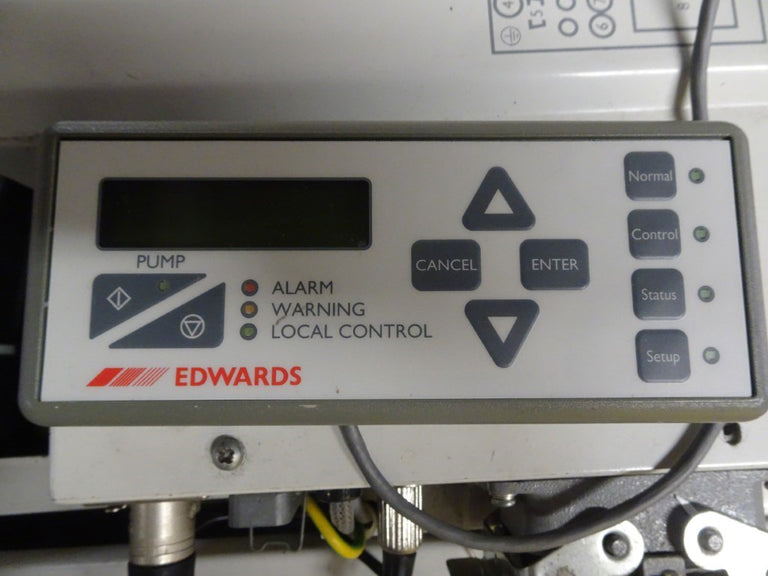 Normal
Control
CANCEL
ENTER
Status
Setup
PUMP
ALARM
WARNING
LOCAL CONTROL
EDWARDS